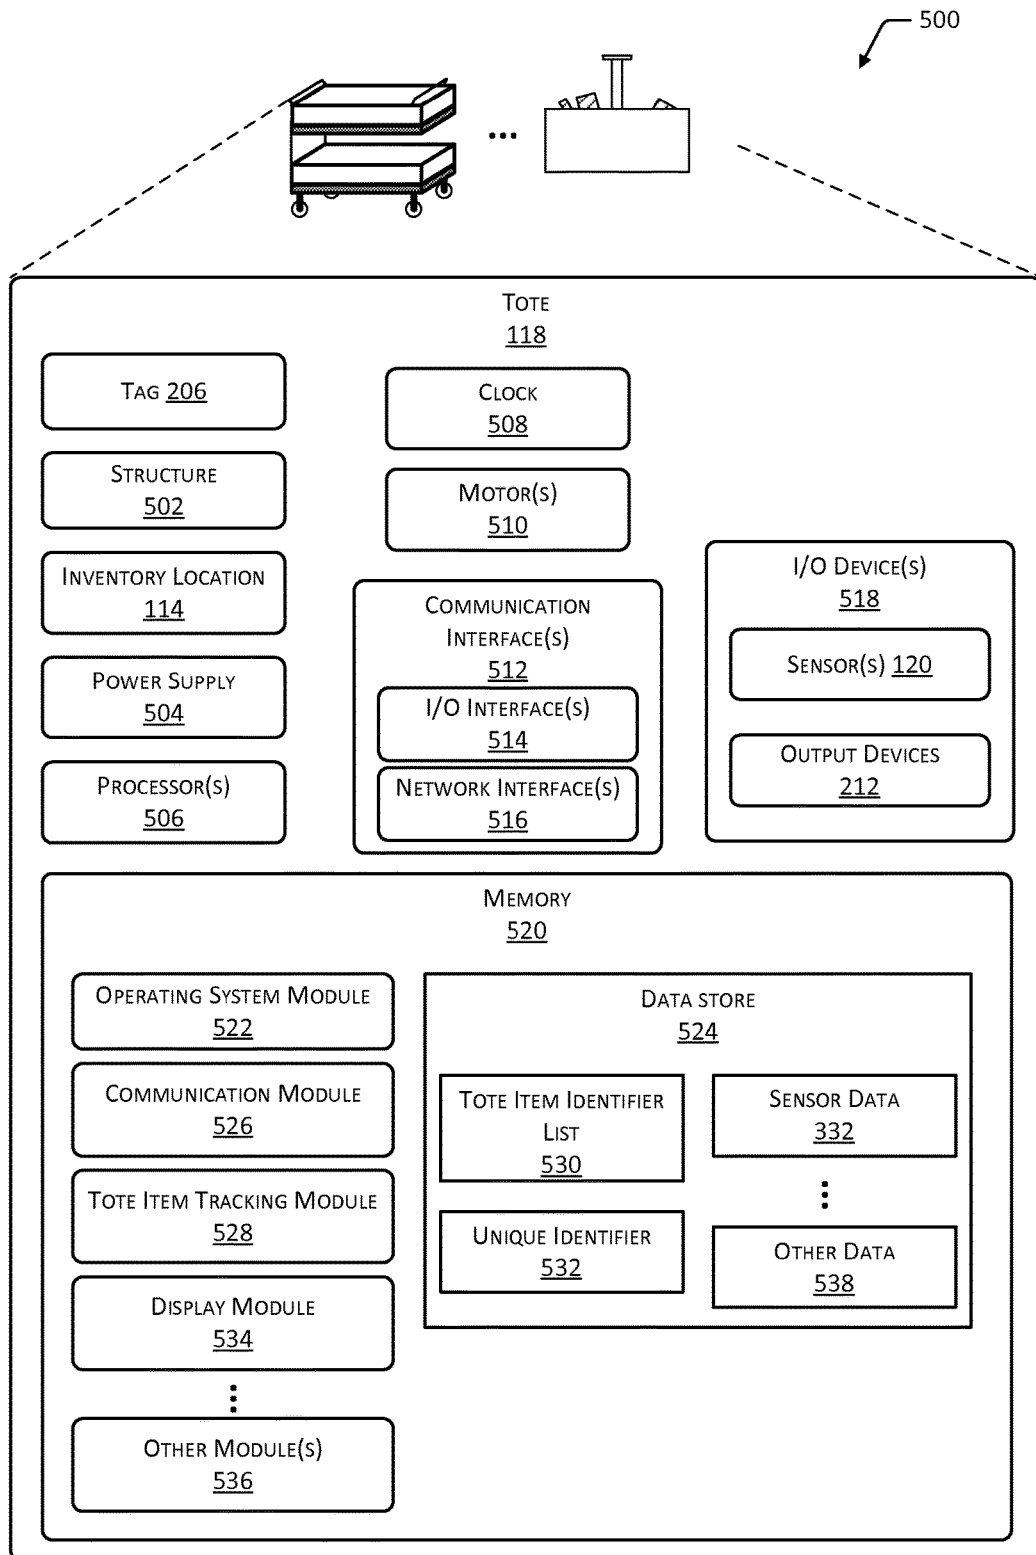 500
TOTE
118
TAG 206
STRUCTURE
502
INVENTORY LOCATION
114
POWER SUPPLY
504
PROCESSOR(S)
506
CLOCK
508
MOTOR(S)
510
COMMUNICATION
INTERFACE(S)
512
I/O INTERFACE(S)
514
NETWORK INTERFACE(S)
516
I/O DEVICE(S)
518
SENSOR(S) 120
OUTPUT DEVICES
212
MEMORY
520
OPERATING SYSTEM MODULE
522
COMMUNICATION MODULE
526
TOTE ITEM TRACKING MODULE
528
DISPLAY MODULE
534
OTHER MODULE(S)
536
DATA STORE
524
TOTE ITEM IDENTIFIER
LIST
530
UNIQUE IDENTIFIER
532
SENSOR DATA
332
OTHER DATA
538